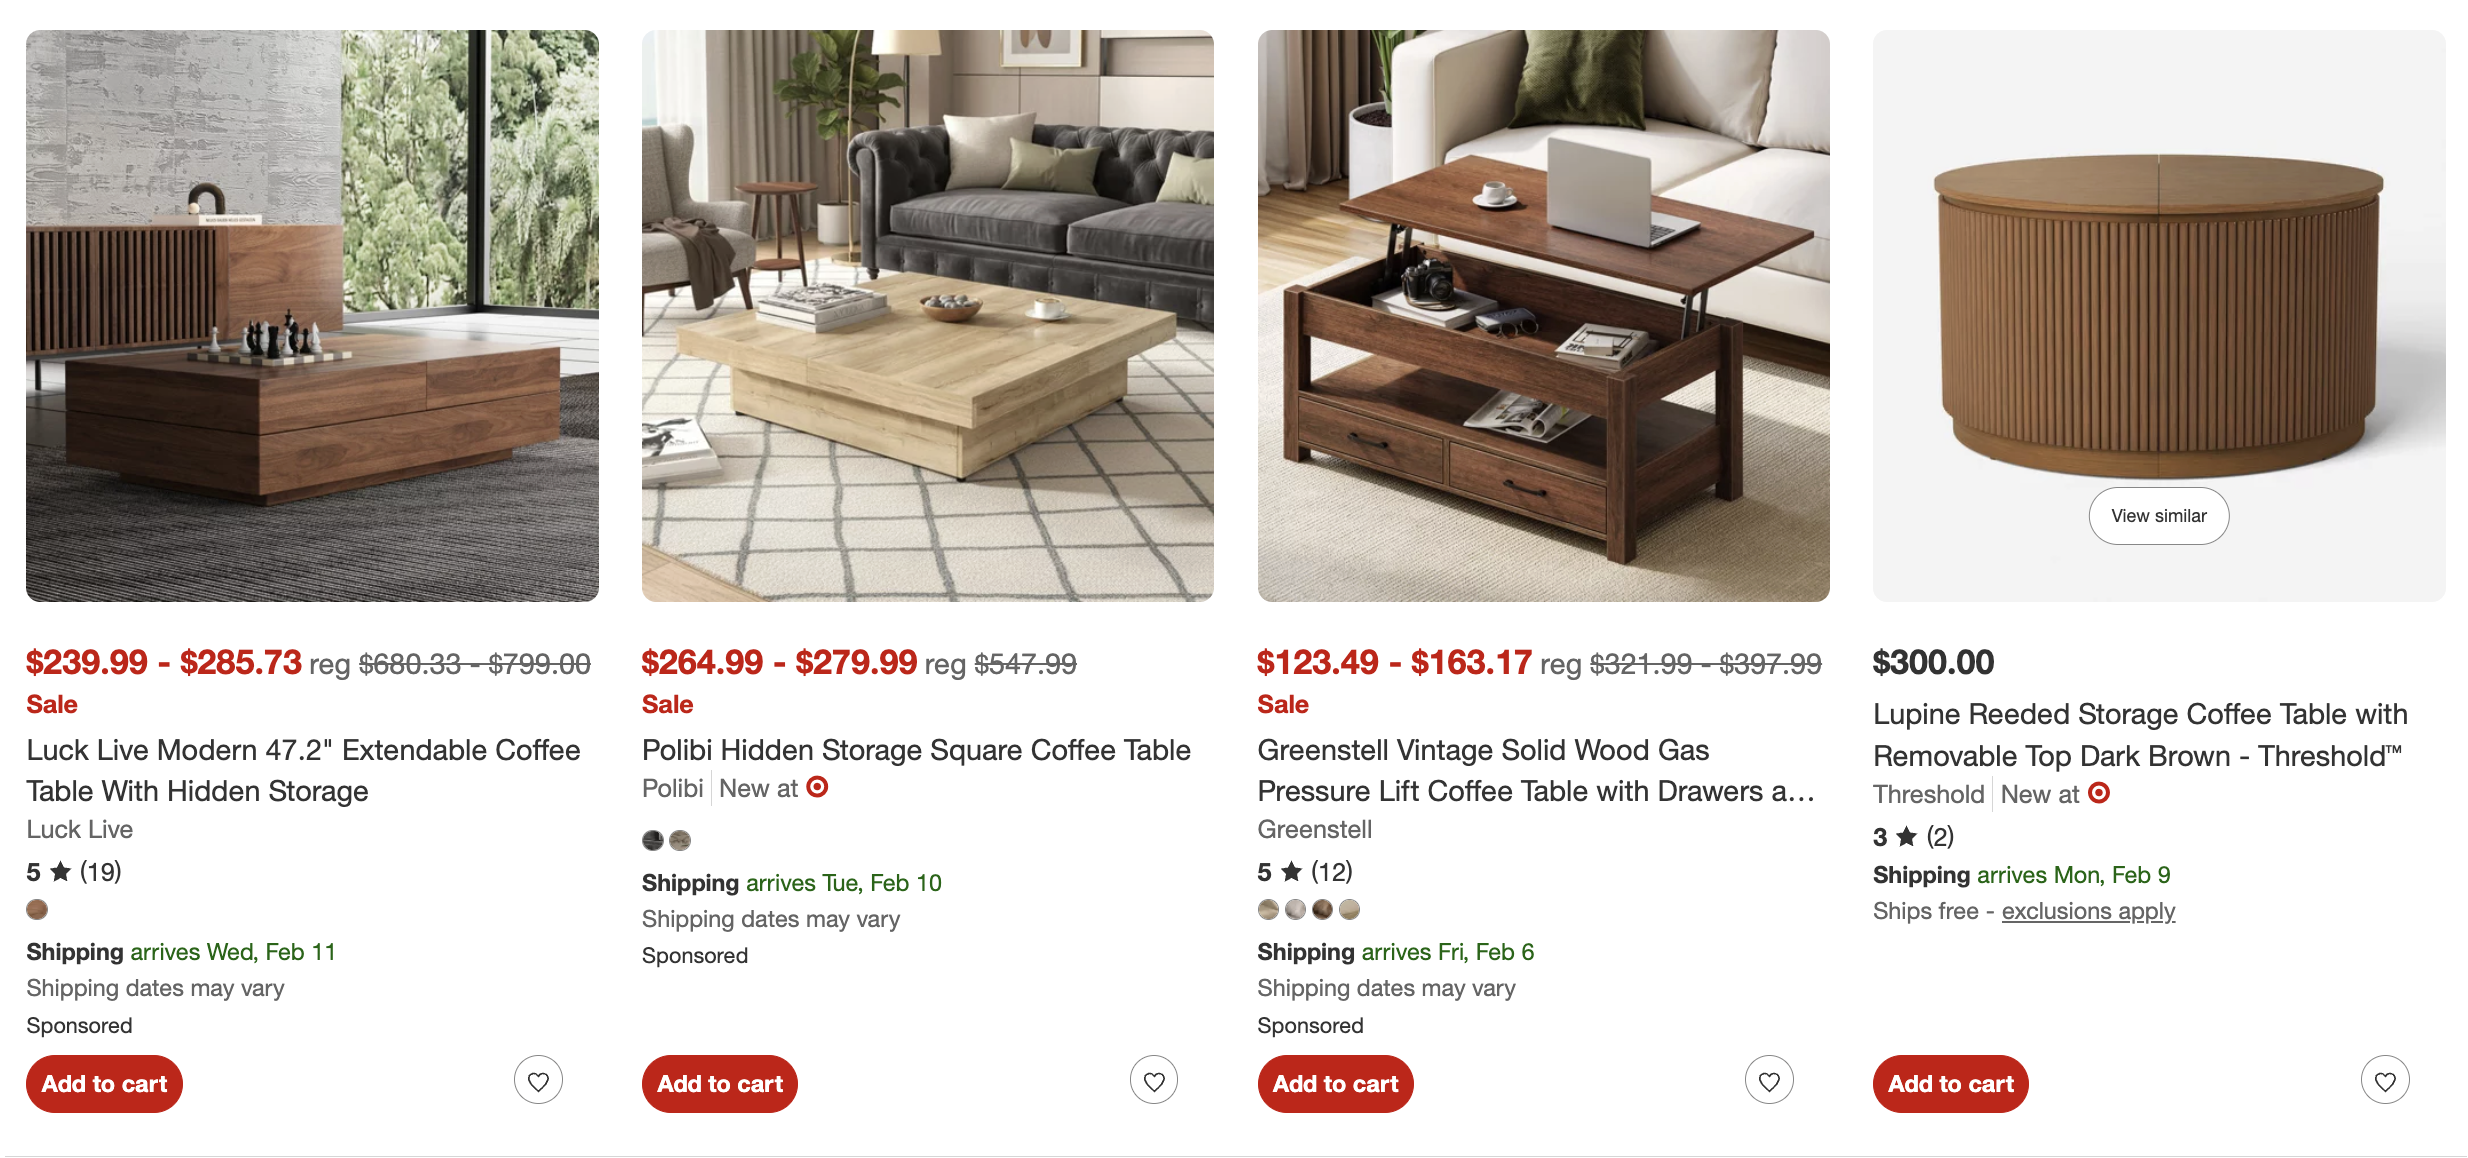 $239.99 - $285.73 reg $680.33 - $799.00
Sale
Luck Live Modern 47.2" Extendable Coffee
Table With Hidden Storage
Luck Live
5 ★ (19)
Shipping arrives Wed, Feb 11
Shipping dates may vary
Sponsored
Add to cart
$264.99 - $279.99 reg $547.99
Sale
Polibi Hidden Storage Square Coffee Table
Polibi | New at
Shipping arrives Tue, Feb 10
Shipping dates may vary
Sponsored
Add to cart
$123.49 - $163.17 reg $321.99 - $397.99
Sale
Greenstell Vintage Solid Wood Gas
Pressure Lift Coffee Table with Drawers a...
Greenstell
5 ★ (12)
Shipping arrives Fri, Feb 6
Shipping dates may vary
Sponsored
Add to cart
View similar
$300.00
Lupine Reeded Storage Coffee Table with
Removable Top Dark Brown - Threshold™
Threshold | New at
3 ★ (2)
Shipping arrives Mon, Feb 9
Ships free - exclusions apply
Add to cart